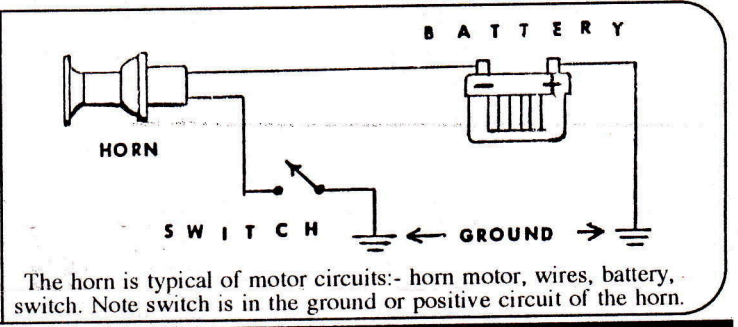 BATTERY
- +
HORN
SWITCH
GROUND
The horn is typical of motor circuits:- horn motor, wires, battery,
switch. Note switch is in the ground or positive circuit of the horn.